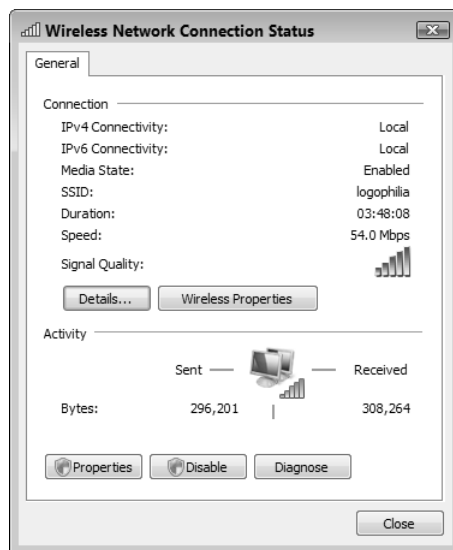 Wireless Network Connection Status
General
Connection
IPv4 Connectivity: Local
IPv6 Connectivity: Local
Media State: Enabled
SSID: logophilia
Duration: 03:48:08
Speed: 54.0 Mbps
Signal Quality:
Details... Wireless Properties
Activity
Sent Received
Bytes: 296,201 308,264
Properties Disable Diagnose
Close